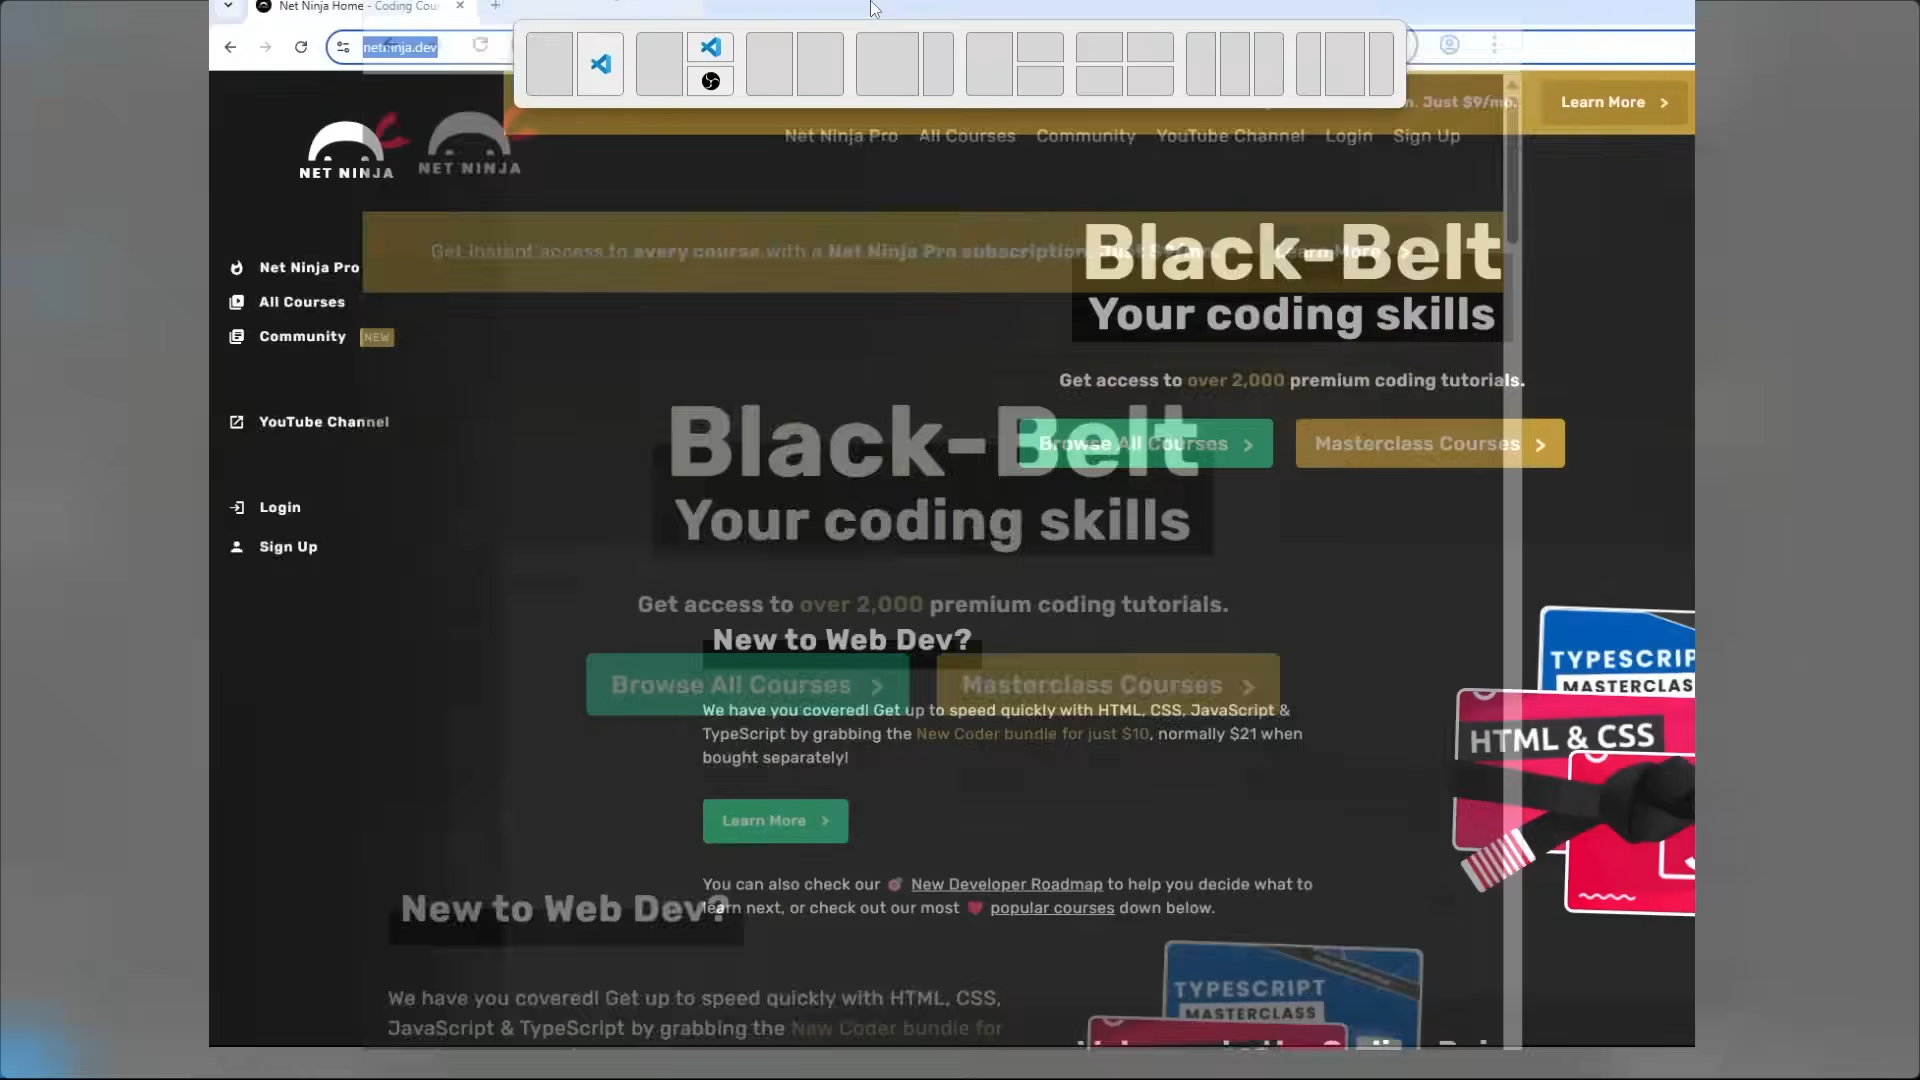 Net Ninja Home - Coding Cou
netninja.dev
n. Just $9/mo.
Learn More
NET NINJA
NET NINJA
Net Ninja Pro
All Courses
Community
YouTube Channel
Login
Sign Up
Get instant access to every course with a Net Ninja Pro subscription. Just $9/mo.
Learn More
Net Ninja Pro
All Courses
Community NEW
YouTube Channel
Login
Sign Up
Black-Belt
Your coding skills
Get access to over 2,000 premium coding tutorials.
Browse All Courses
Masterclass Courses
Black-Belt
Your coding skills
Get access to over 2,000 premium coding tutorials.
Browse All Courses
Masterclass Courses
New to Web Dev?
We have you covered! Get up to speed quickly with HTML, CSS, JavaScript &
TypeScript by grabbing the New Coder bundle for just $10, normally $21 when
bought separately!
Learn More
You can also check our New Developer Roadmap to help you decide what to
learn next, or check out our most popular courses down below.
TYPESCRIP
MASTERCLAS
HTML & CSS
New to Web Dev?
We have you covered! Get up to speed quickly with HTML, CSS,
JavaScript & TypeScript by grabbing the New Coder bundle for
TYPESCRIPT
MASTERCLASS